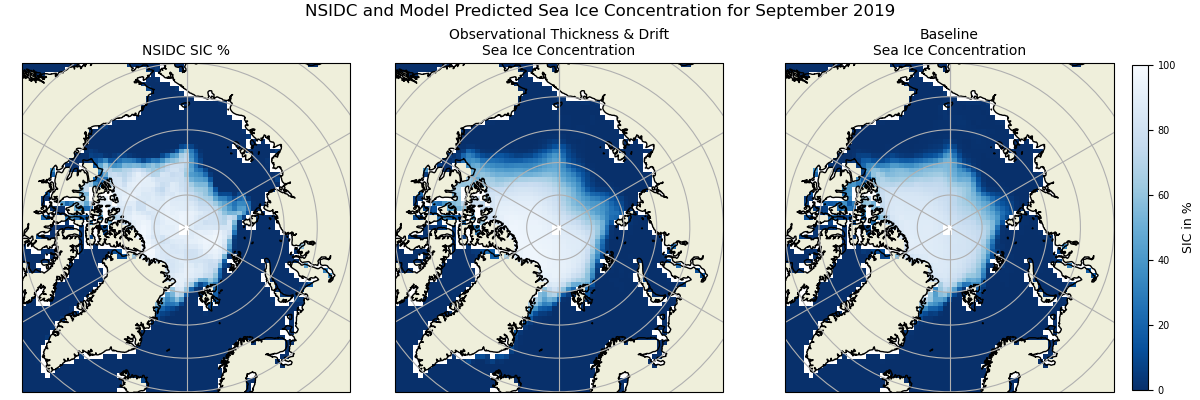 NSIDC and Model Predicted Sea Ice Concentration for September 2019
NSIDC SIC %
Observational Thickness & Drift
Sea Ice Concentration
Baseline
Sea Ice Concentration
100
80
60
40
20
0
SIC in %